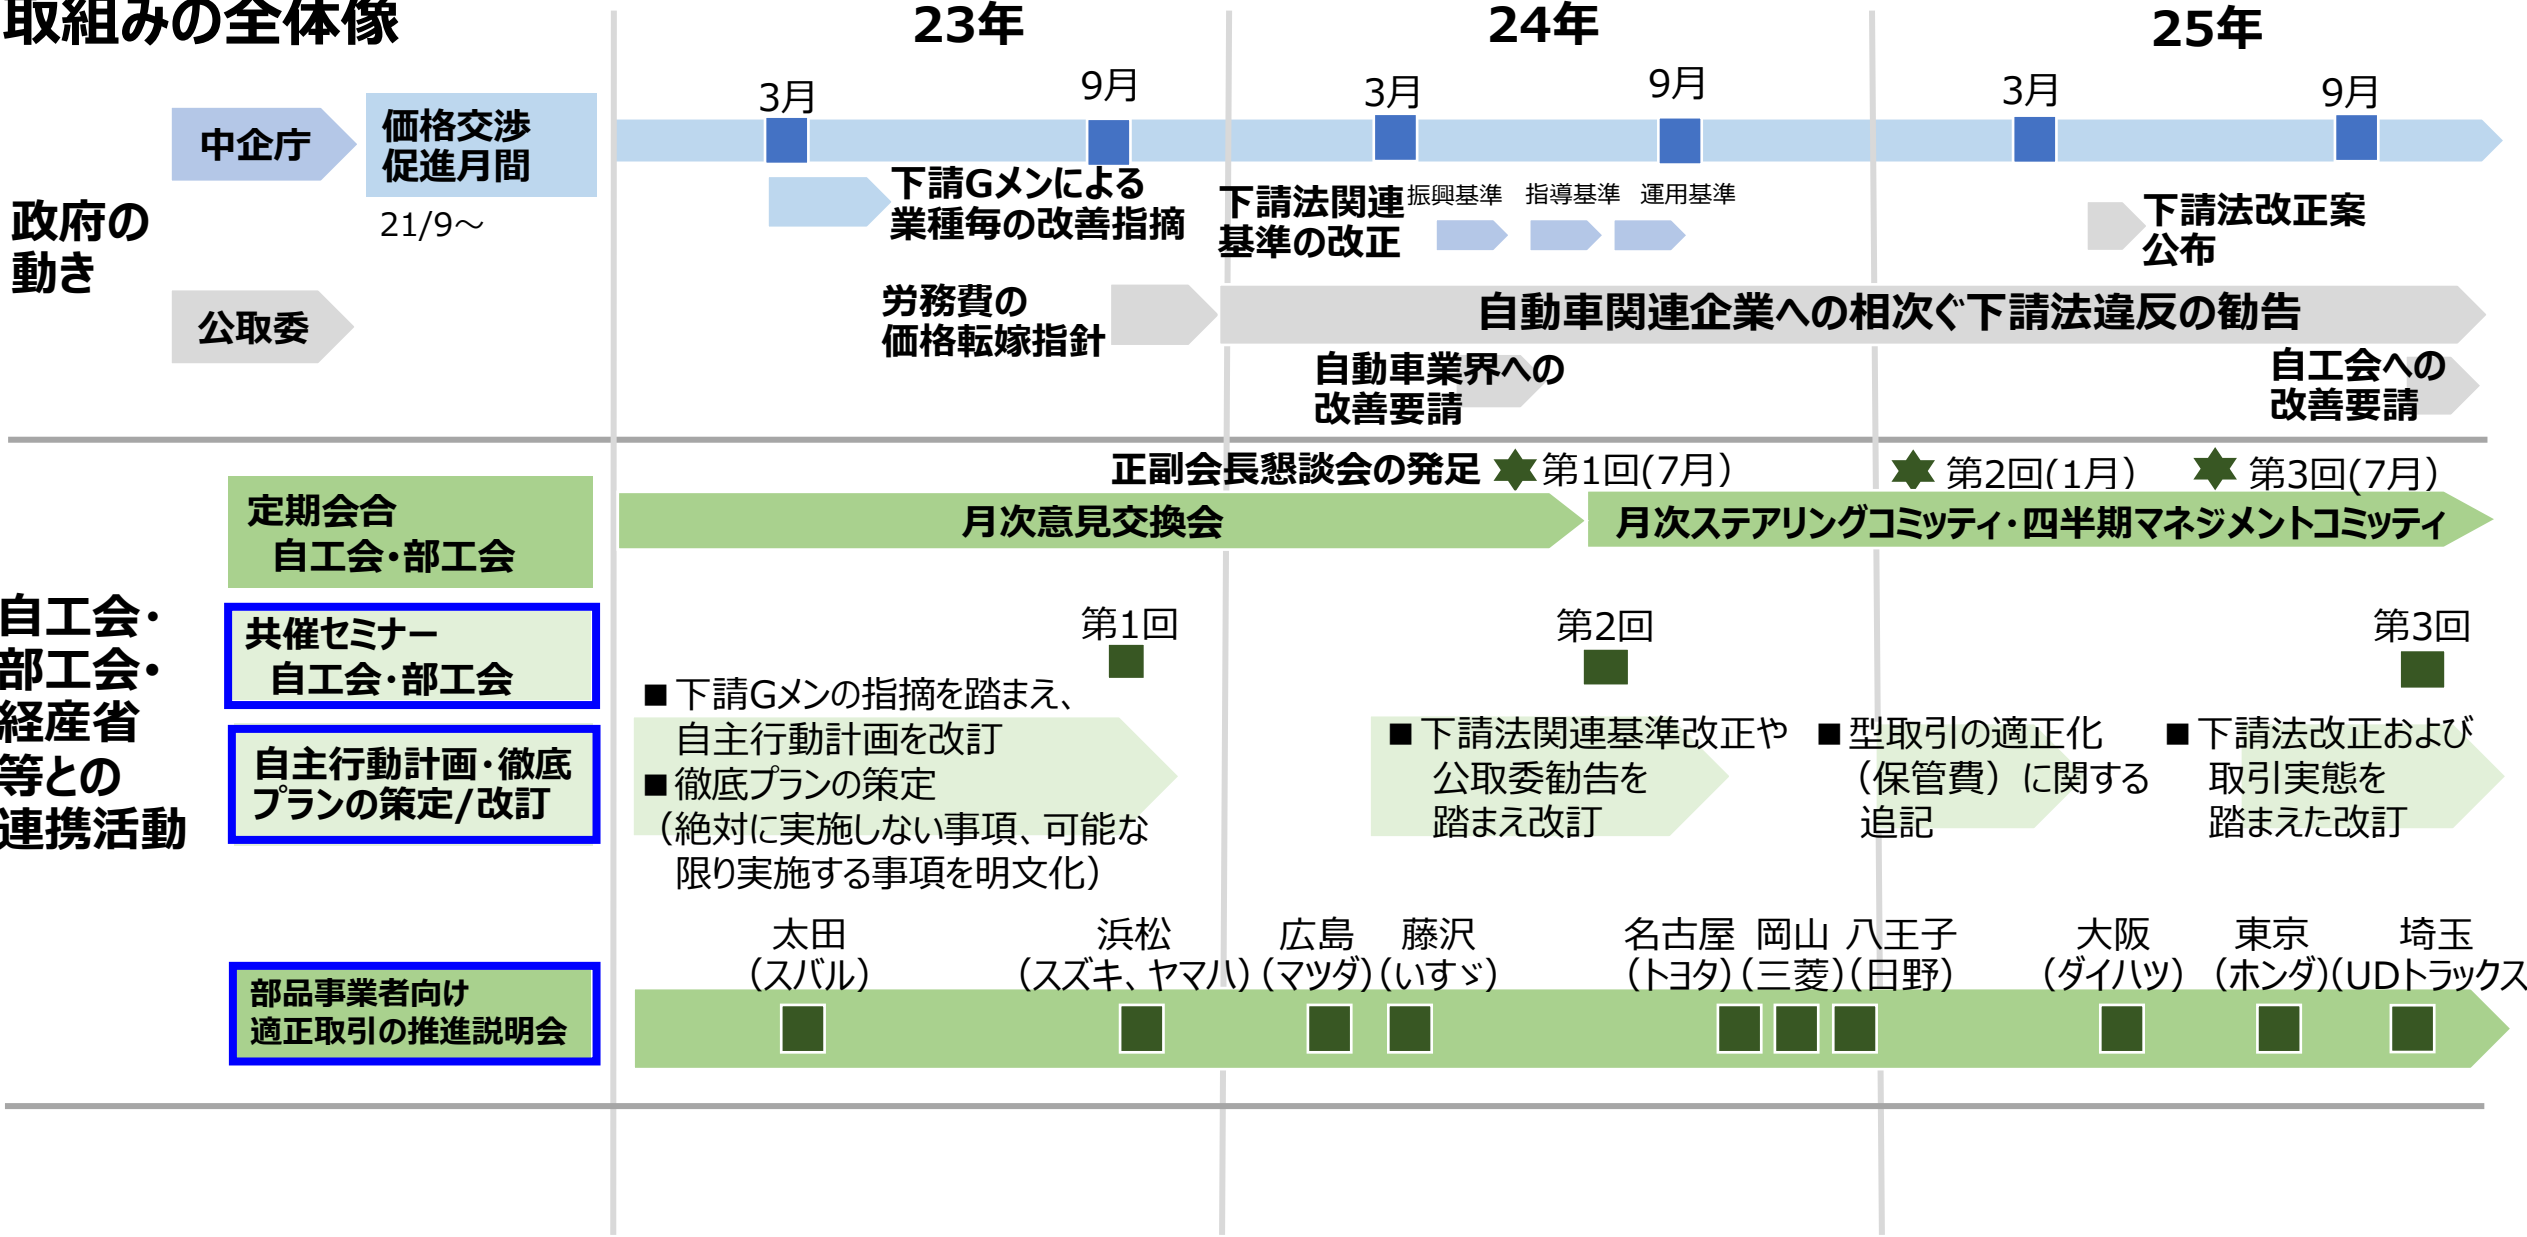 取組みの全体像
23年
24年
25年
3月
9月
3月
9月
3月
9月
政府の
動き
中企庁
価格交渉
促進月間
21/9～
下請Gメンによる
業種毎の改善指摘
下請法関連
基準の改正
振興基準
指導基準
運用基準
下請法改正案
公布
公取委
労務費の
価格転嫁指針
自動車関連企業への相次ぐ下請法違反の勧告
自動車業界への
改善要請
自工会への
改善要請
自工会・
部工会・
経産省
等との
連携活動
正副会長懇談会の発足
第1回(7月）
第2回(1月）
第3回(7月）
定期会合
自工会・部工会
月次意見交換会
月次ステアリングコミッティ・四半期マネジメントコミッティ
共催セミナー
自工会・部工会
第1回
第2回
第3回
自主行動計画・徹底
プランの策定/改訂
■ 下請Gメンの指摘を踏まえ、
自主行動計画を改訂
■ 徹底プランの策定
（絶対に実施しない事項、可能な
限り実施する事項を明文化）
■ 下請法関連基準改正や
公取委勧告を
踏まえ改訂
■ 型取引の適正化
（保管費）に関する
追記
■ 下請法改正および
取引実態を
踏まえた改訂
部品事業者向け
適正取引の推進説明会
太田
（スバル）
浜松
（スズキ、ヤマハ）
広島
（マツダ）
藤沢
（いすゞ）
名古屋
（トヨタ）
岡山
（三菱）
八王子
（日野）
大阪
（ダイハツ）
東京
（ホンダ）
埼玉
（UDトラックス